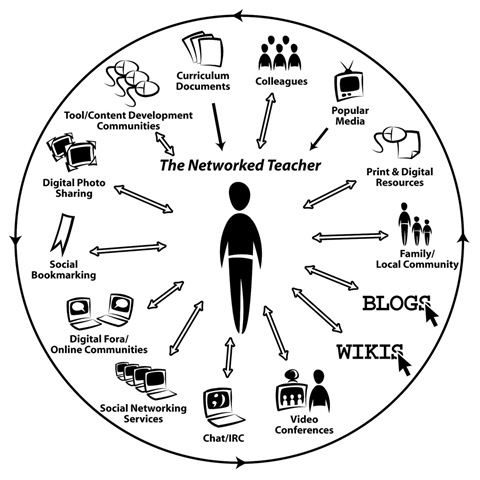 Curriculum
Documents
Colleagues
Popular
Media
Print & Digital
Resources
Family/
Local Community
BLOGS
WIKIS
Video
Conferences
Chat/IRC
Social Networking
Services
Digital Fora/
Online Communities
Social
Bookmarking
Digital Photo
Sharing
Tool/Content Development
Communities
The Networked Teacher